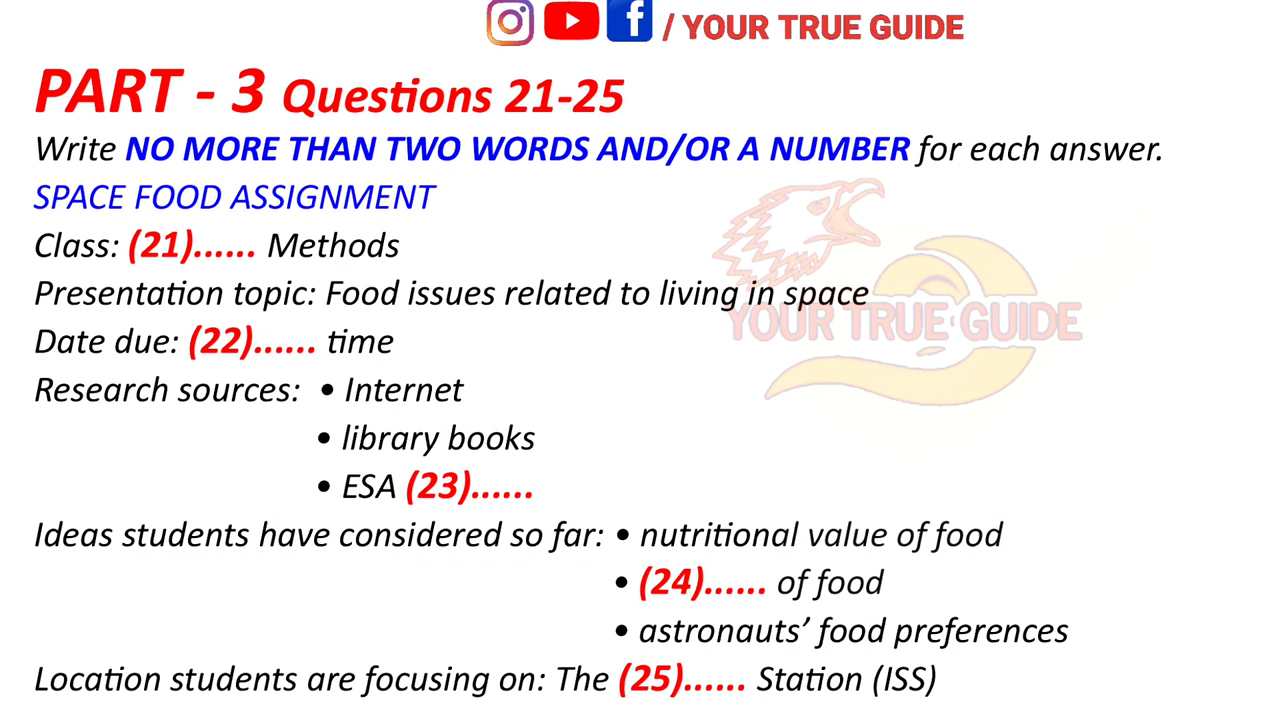 / YOUR TRUE GUIDE
PART - 3 Questions 21-25
Write NO MORE THAN TWO WORDS AND/OR A NUMBER for each answer.
SPACE FOOD ASSIGNMENT
Class: (21)...... Methods
Presentation topic: Food issues related to living in space
YOUR TRUE GUIDE
Date due: (22)...... time
Research sources: • Internet
• library books
• ESA (23)......
Ideas students have considered so far: • nutritional value of food
• (24)...... of food
• astronauts’ food preferences
Location students are focusing on: The (25)...... Station (ISS)